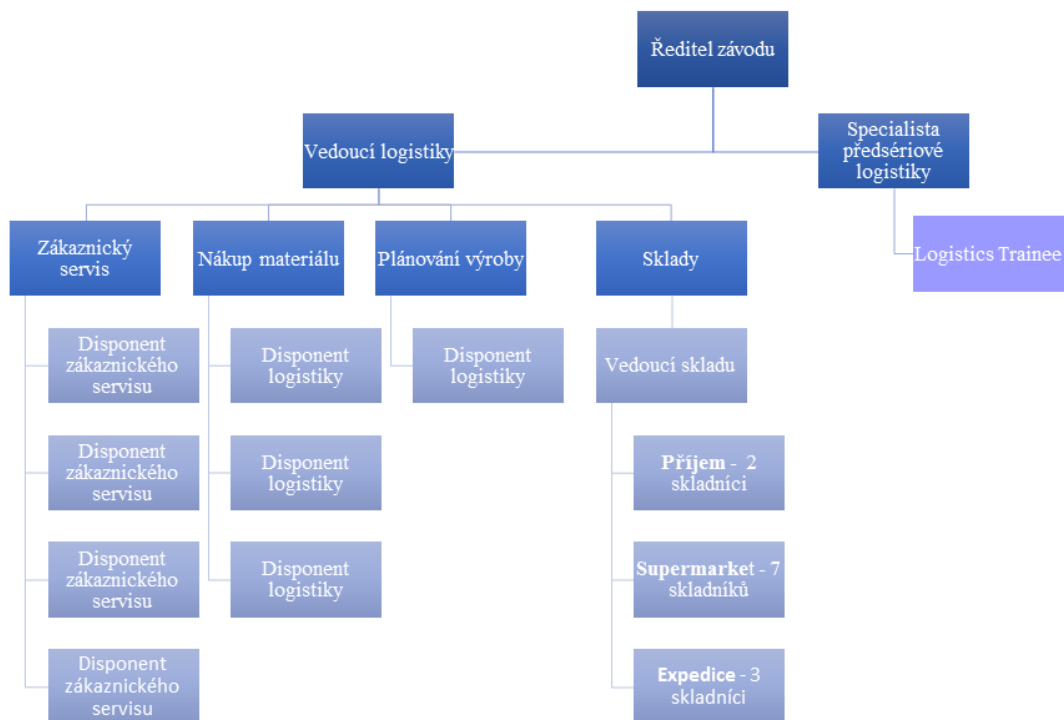 Ředitel závodu
Vedoucí logistiky
Specialista
předsériové
logistiky
Logistics Trainee
Zákaznický
servis
Nákup materiálu
Plánování výroby
Sklady
Disponent
zákaznického
servisu
Disponent
zákaznického
servisu
Disponent
zákaznického
servisu
Disponent
zákaznického
servisu
Disponent
logistiky
Disponent
logistiky
Disponent
logistiky
Disponent
logistiky
Vedoucí skladu
Příjem - 2
skladníci
Supermarket - 7
skladníků
Expedice - 3
skladníci